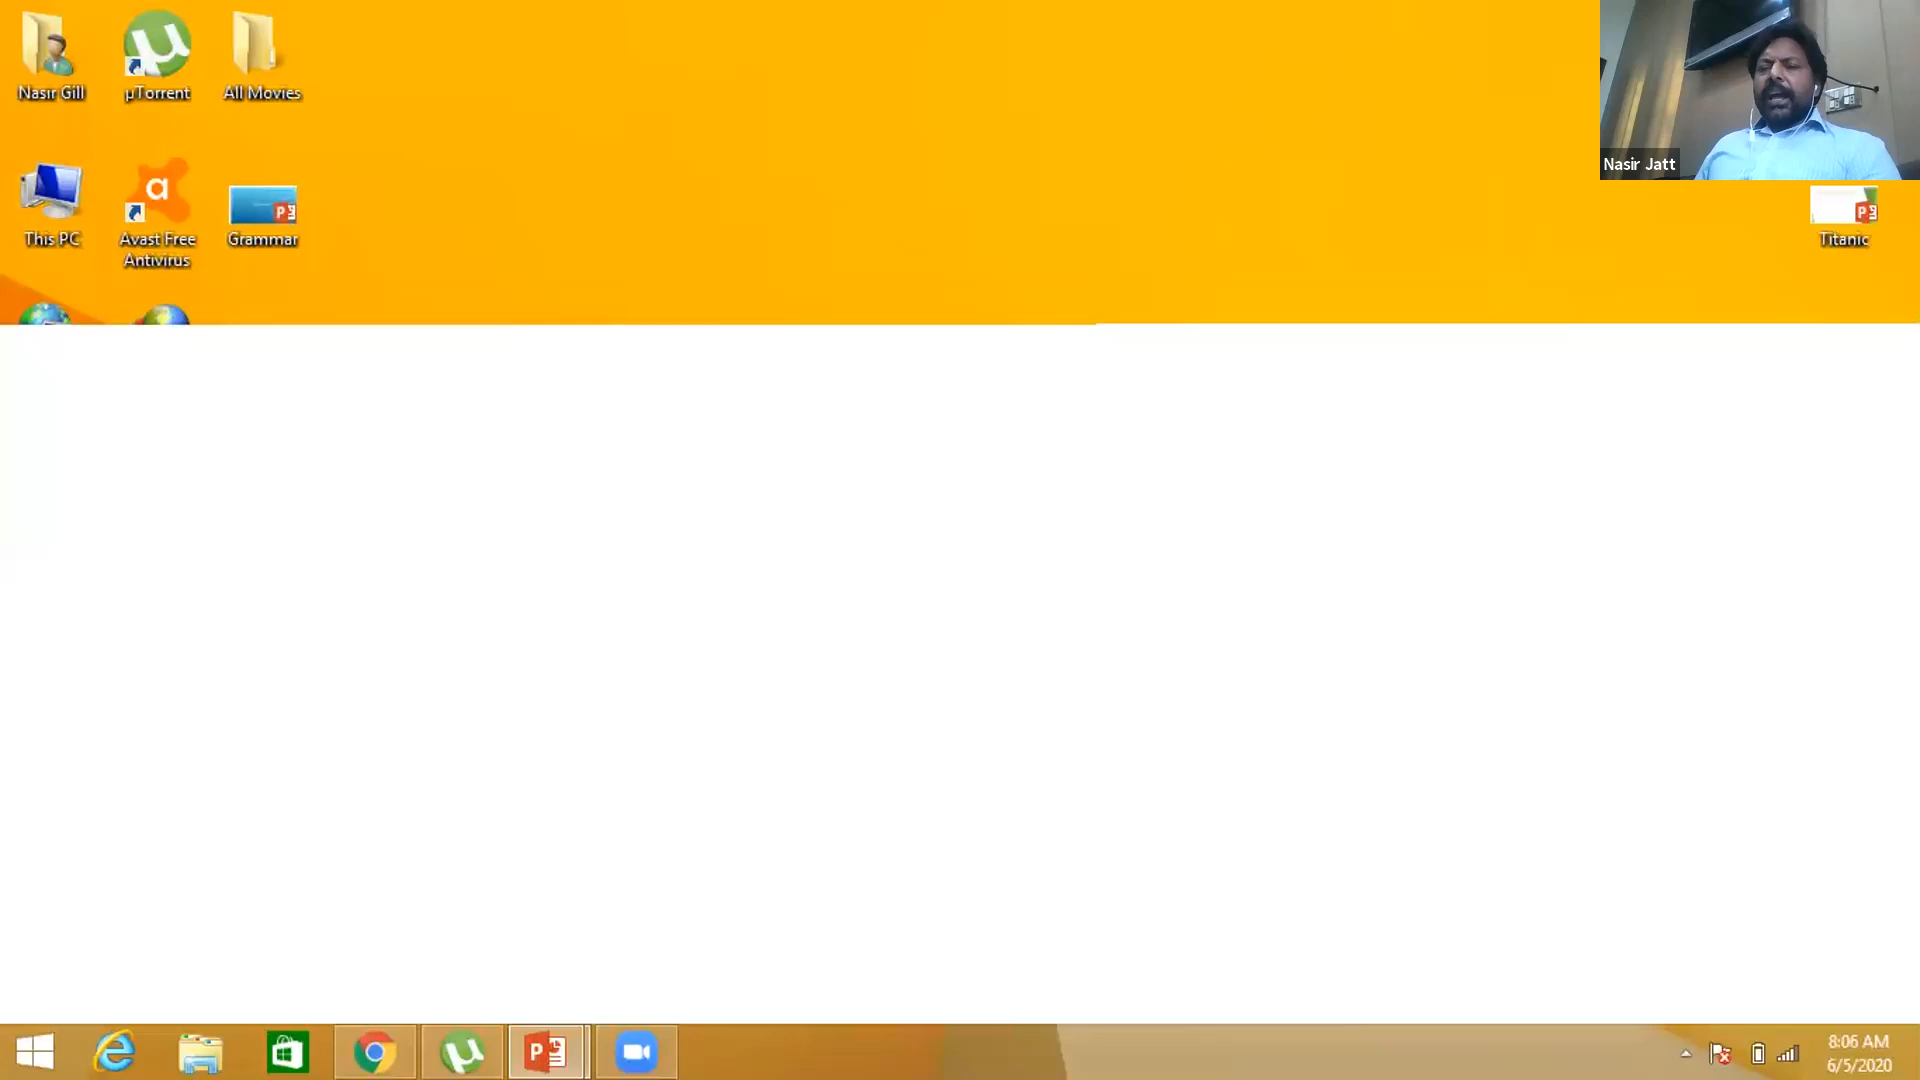 Nasir Gill
µTorrent
All Movies
Nasir Jatt
This PC
Avast Free
Antivirus
Grammar
Titanic
8:06 AM
6/5/2020